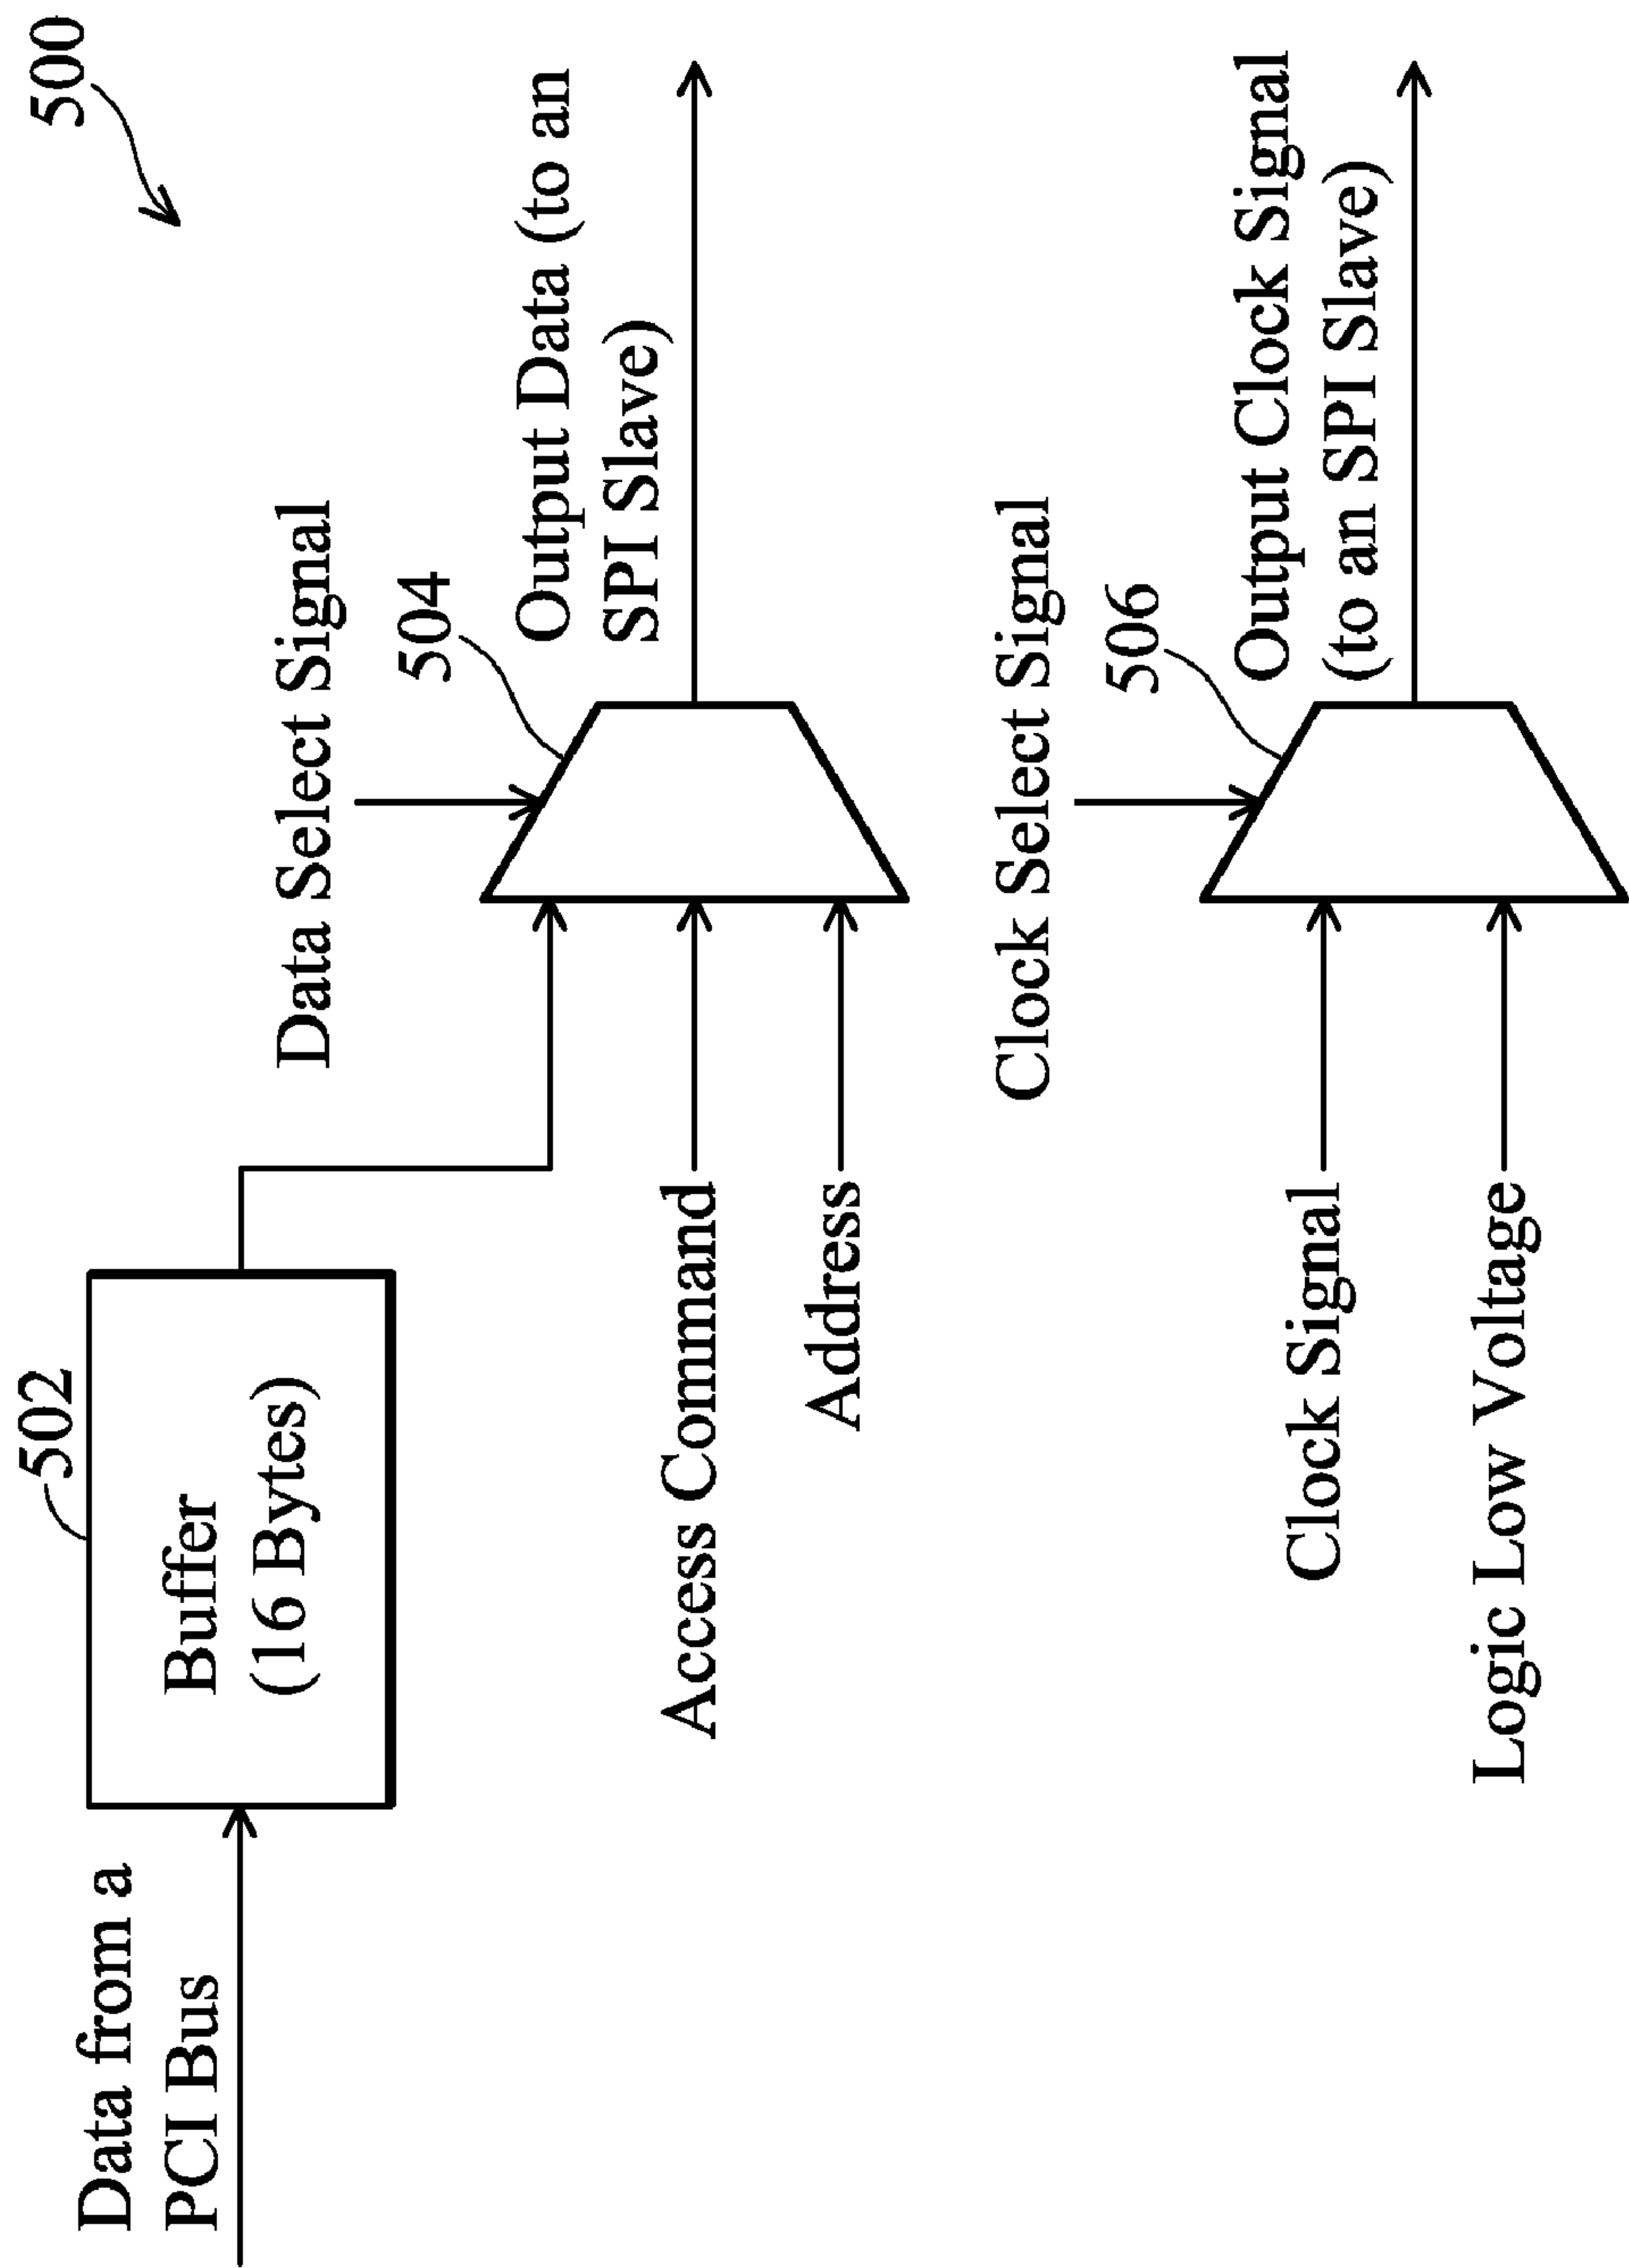 500
Data from a
PCI Bus
502
Buffer
(16 Bytes)
Data Select Signal
504
Output Data (to an
SPI Slave)
Access Command
Address
Clock Select Signal
506
Output Clock Signal
(to an SPI Slave)
Clock Signal
Logic Low Voltage